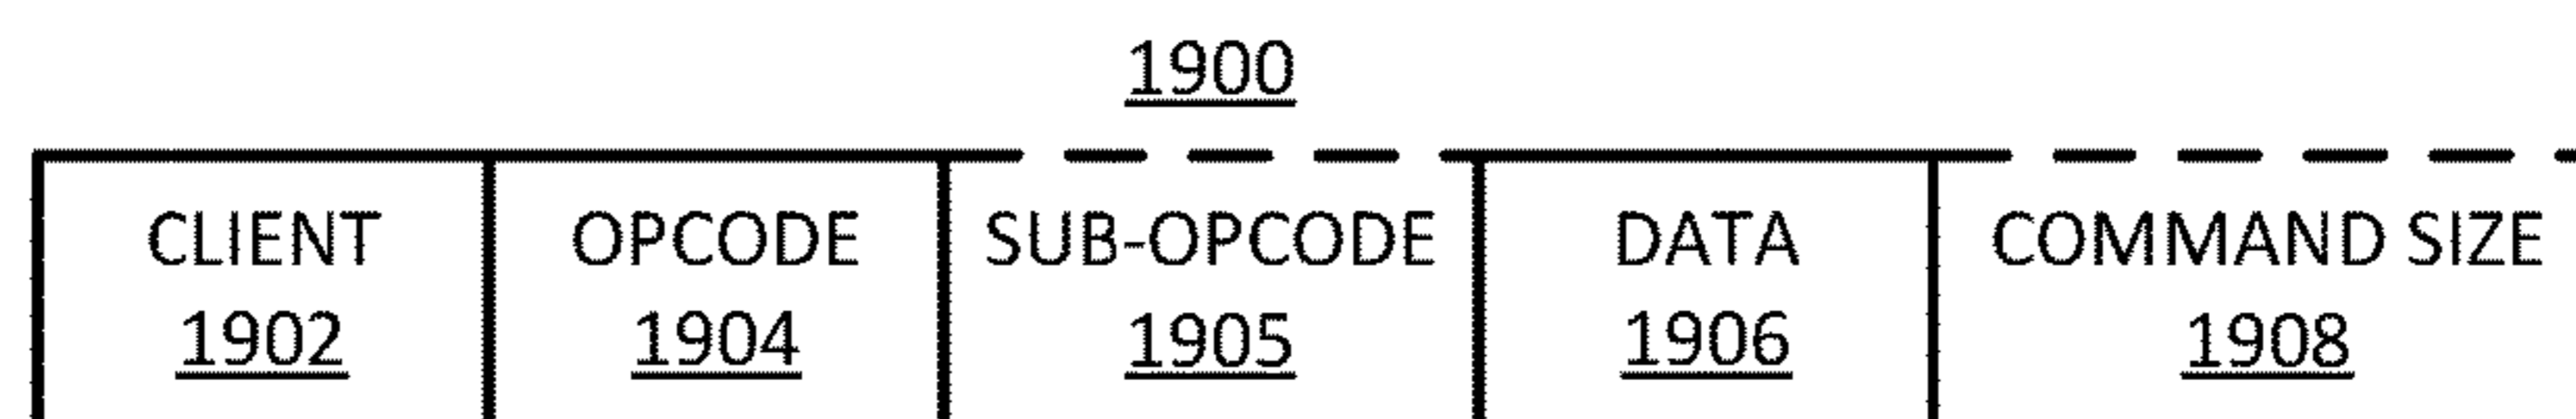 1900
CLIENT OPCODE SUB-OPCODE DATA COMMAND SIZE
1902 1904 1905 1906 1908